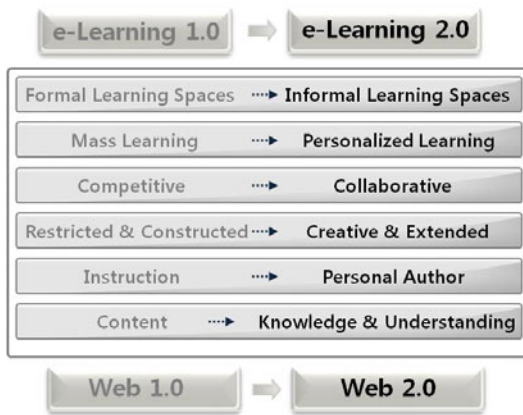 e-Learning 1.0 e-Learning 2.0
Formal Learning Spaces Informal Learning Spaces
Mass Learning Personalized Learning
Competitive Collaborative
Restricted & Constructed Creative & Extended
Instruction Personal Author
Content Knowledge & Understanding
Web 1.0 Web 2.0